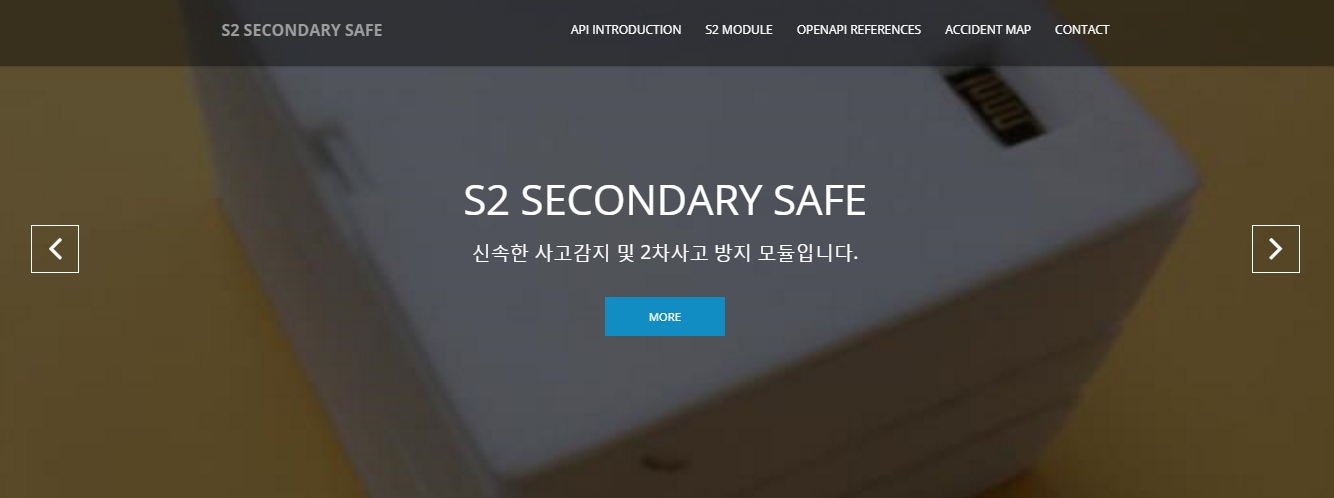 S2 SECONDARY SAFE
API INTRODUCTION
S2 MODULE
OPENAPI REFERENCES
ACCIDENT MAP
CONTACT
S2 SECONDARY SAFE
신속한 사고감지 및 2차사고 방지 모듈입니다.
MORE